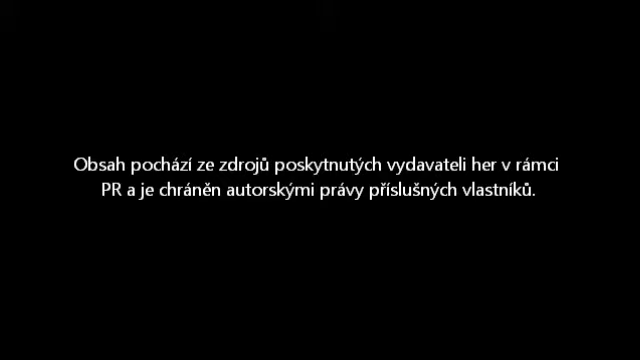 Obsah pochází ze zdrojů poskytnutých vydavateli her v rámci
PR a je chráněn autorskými právy příslušných vlastníků.